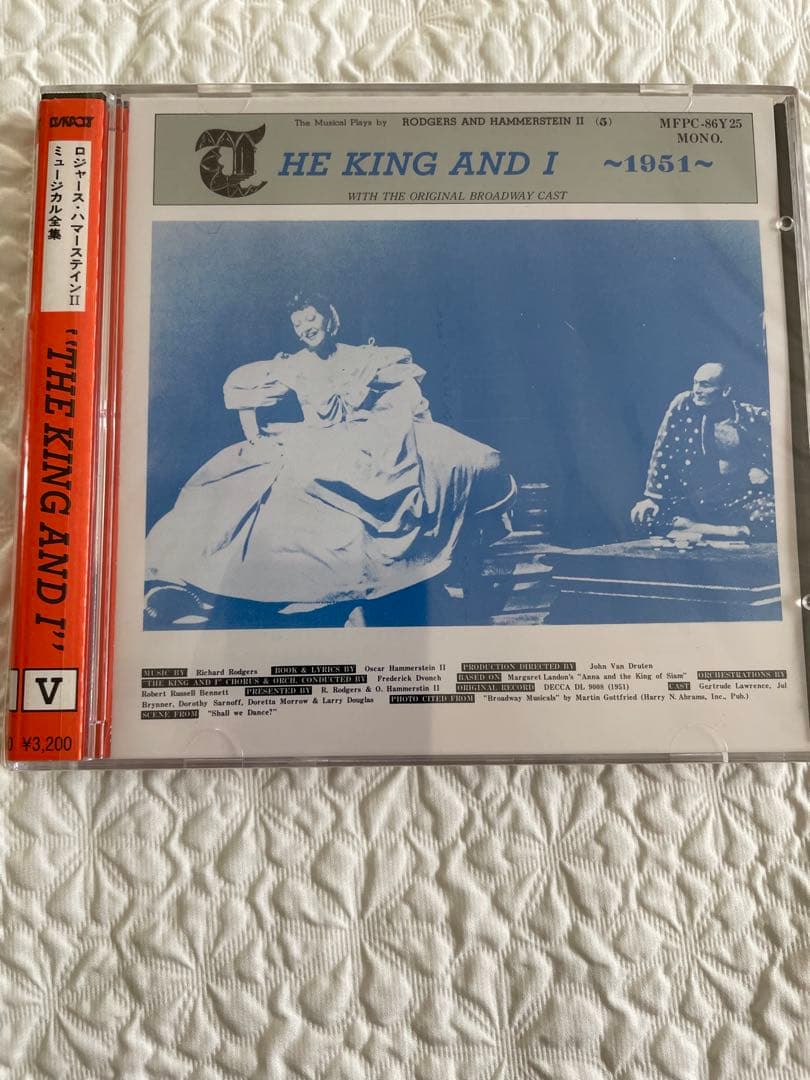 ロジャース・ハマーステインII
ミュージカル全集
"THE KING AND I"
V
¥3,200
The Musical Plays by RODGERS AND HAMMERSTEIN II (5)
MFPC-86Y25
MONO.
THE KING AND I ~1951~
WITH THE ORIGINAL BROADWAY CAST
MUSIC BY Richard Rodgers BOOK & LYRICS BY Oscar Hammerstein II PRODUCTION DIRECTED BY John Van Druten
"THE KING AND I" CHORUS & ORCH. CONDUCTED BY Frederick Dvonch BASED ON Margaret Landon's "Anna and the King of Siam" ORCHESTRATIONS BY
Robert Russell Bennett PRESENTED BY R. Rodgers & O. Hammerstin II ORIGINAL RECORD DECCA DL 9008 (1951) CAST Gertrude Lawrence, Jul
Brynner, Dorothy Sarnoff, Doretta Morrow & Larry Douglas PHOTO CITED FROM "Broadway Musicals" by Martin Gottfried (Harry N. Abrams, Inc., Pub.)
SCENE FROM "Shall we Dance?"